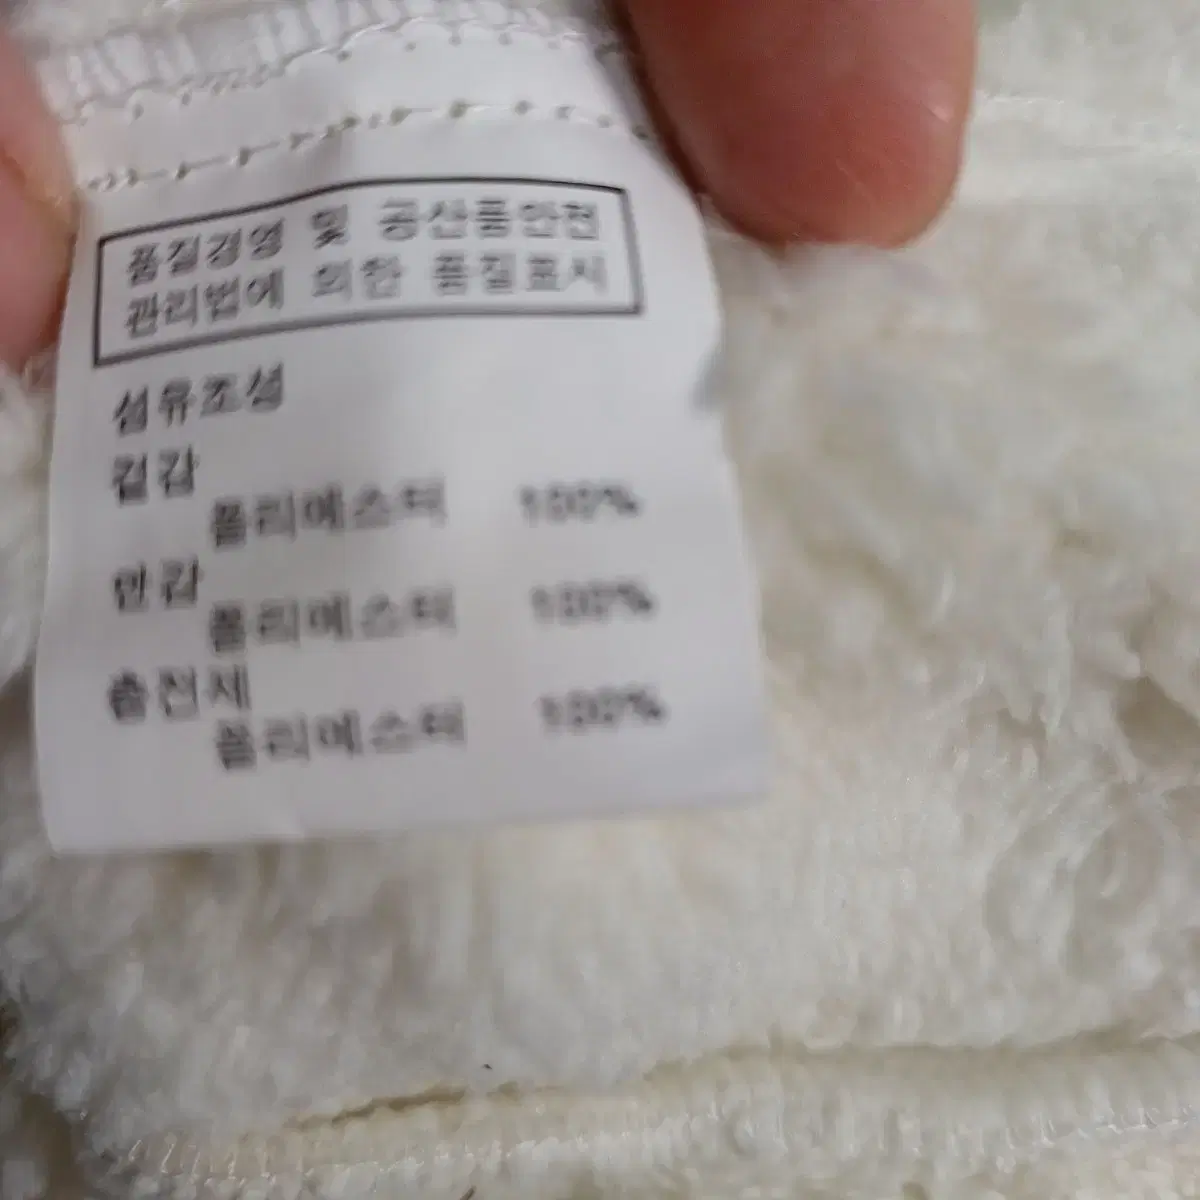 품질경영 및 공산품안전
관리법에 의한 품질표시
섬유조성
겉감
폴리에스터 100%
안감
폴리에스터 100%
충전재
폴리에스터 100%